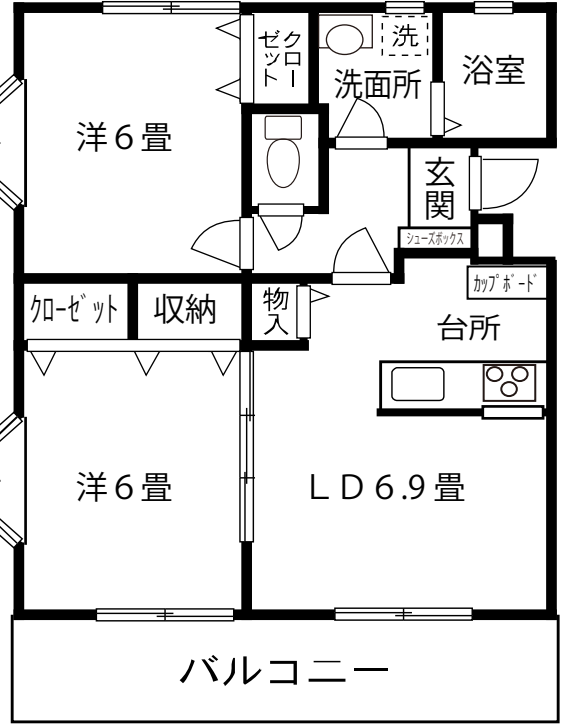 クロー
ゼット
洗
洗面所
浴室
洋6畳
玄
関
シューズボックス
カップボード
クローゼット
収納
物
入
台所
洋6畳
LD6.9畳
バルコニー